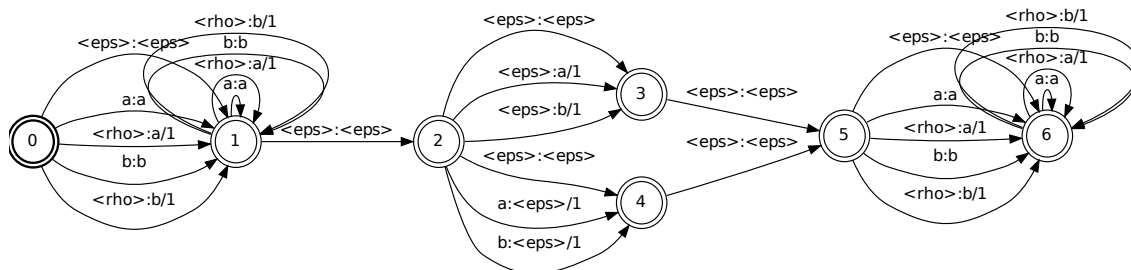 <rho>:b/1
b:b
<rho>:a/1
a:a
<eps>:<eps>
a:a
<rho>:a/1
b:b
<rho>:b/1
0
1
<eps>:<eps>
2
<eps>:<eps>
<eps>:a/1
<eps>:b/1
<eps>:<eps>
a:<eps>/1
b:<eps>/1
3
4
<eps>:<eps>
<eps>:<eps>
5
<eps>:<eps>
a:a
<rho>:a/1
b:b
<rho>:b/1
<rho>:b/1
b:b
<rho>:a/1
a:a
6